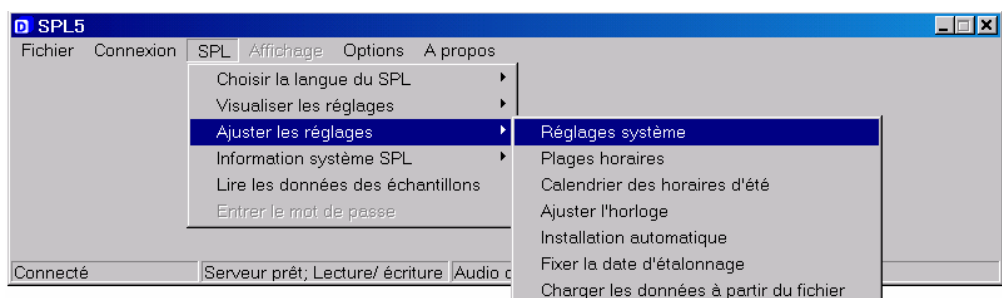 SPL5
Fichier Connexion SPL Affichage Options A propos
Choisir la langue du SPL
Visualiser les réglages
Ajuster les réglages
Information système SPL
Lire les données des échantillons
Entrer le mot de passe
Réglages système
Plages horaires
Calendrier des horaires d'été
Ajuster l'horloge
Installation automatique
Fixer la date d'étalonnage
Charger les données à partir du fichier
Connecté Serveur prêt; Lecture/ écriture Audio